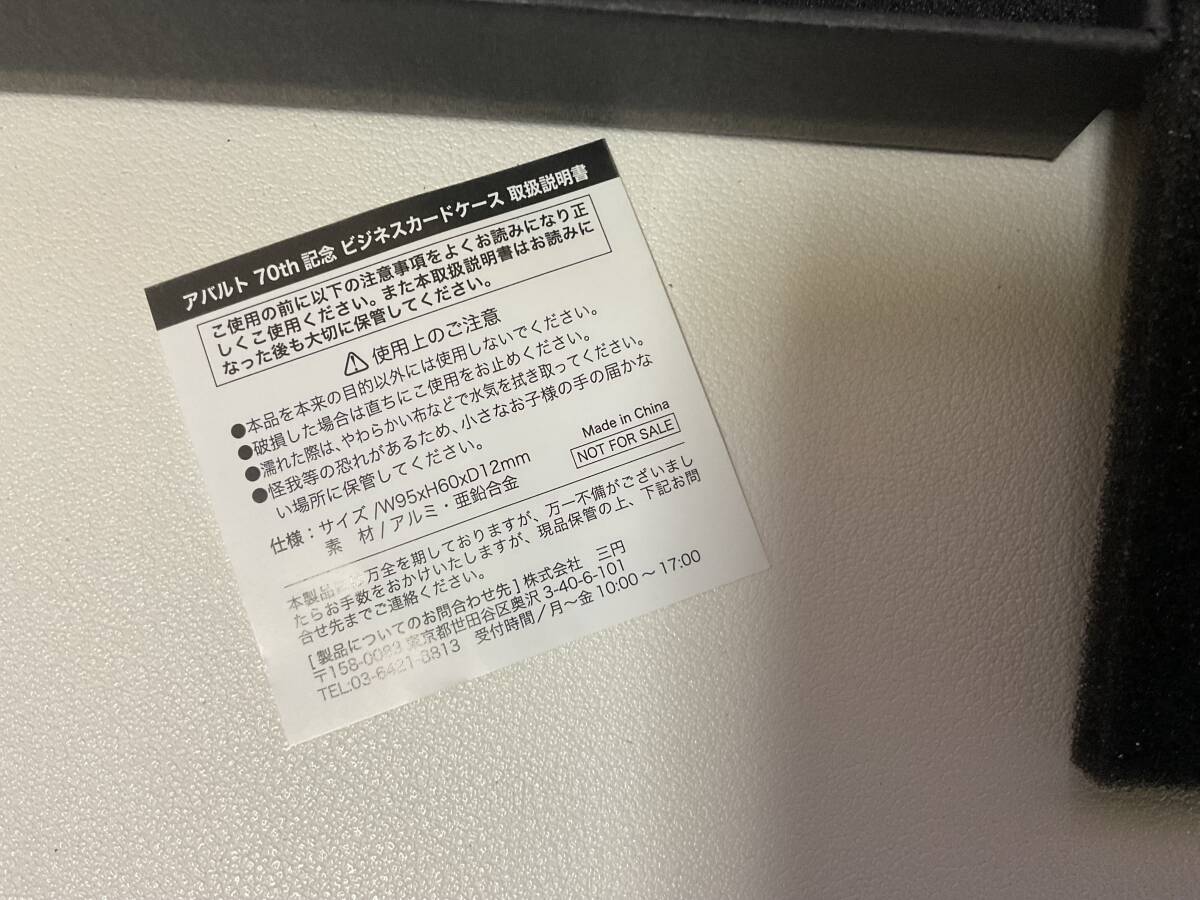 アバルト 70th 記念 ビジネスカードケース 取扱説明書
ご使用の前に以下の注意事項をよくお読みになり正
しくご使用ください。また本取扱説明書はお読みに
なった後も大切に保管してください。
⚠ 使用上のご注意
●本品を本来の目的以外には使用しないでください。
●破損した場合は直ちにご使用をお止めください。
●濡れた際は、やわらかい布などで水気を拭き取ってください。
●怪我等の恐れがあるため、小さなお子様の手の届かな
い場所に保管してください。
仕様：サイズ /W95xH60xD12mm
素　材 / アルミ・亜鉛合金
Made in China
NOT FOR SALE
本製品 万全を期しておりますが、万一不備がございまし
たらお手数をおかけいたしますが、現品保管の上、下記お問
合せ先までご連絡ください。
[ 製品についてのお問合わせ先 ] 株式会社　三円
〒158-0083 東京都世田谷区奥沢 3-40-6-101
TEL:03-6421-8813　受付時間／月～金 10:00～17:00